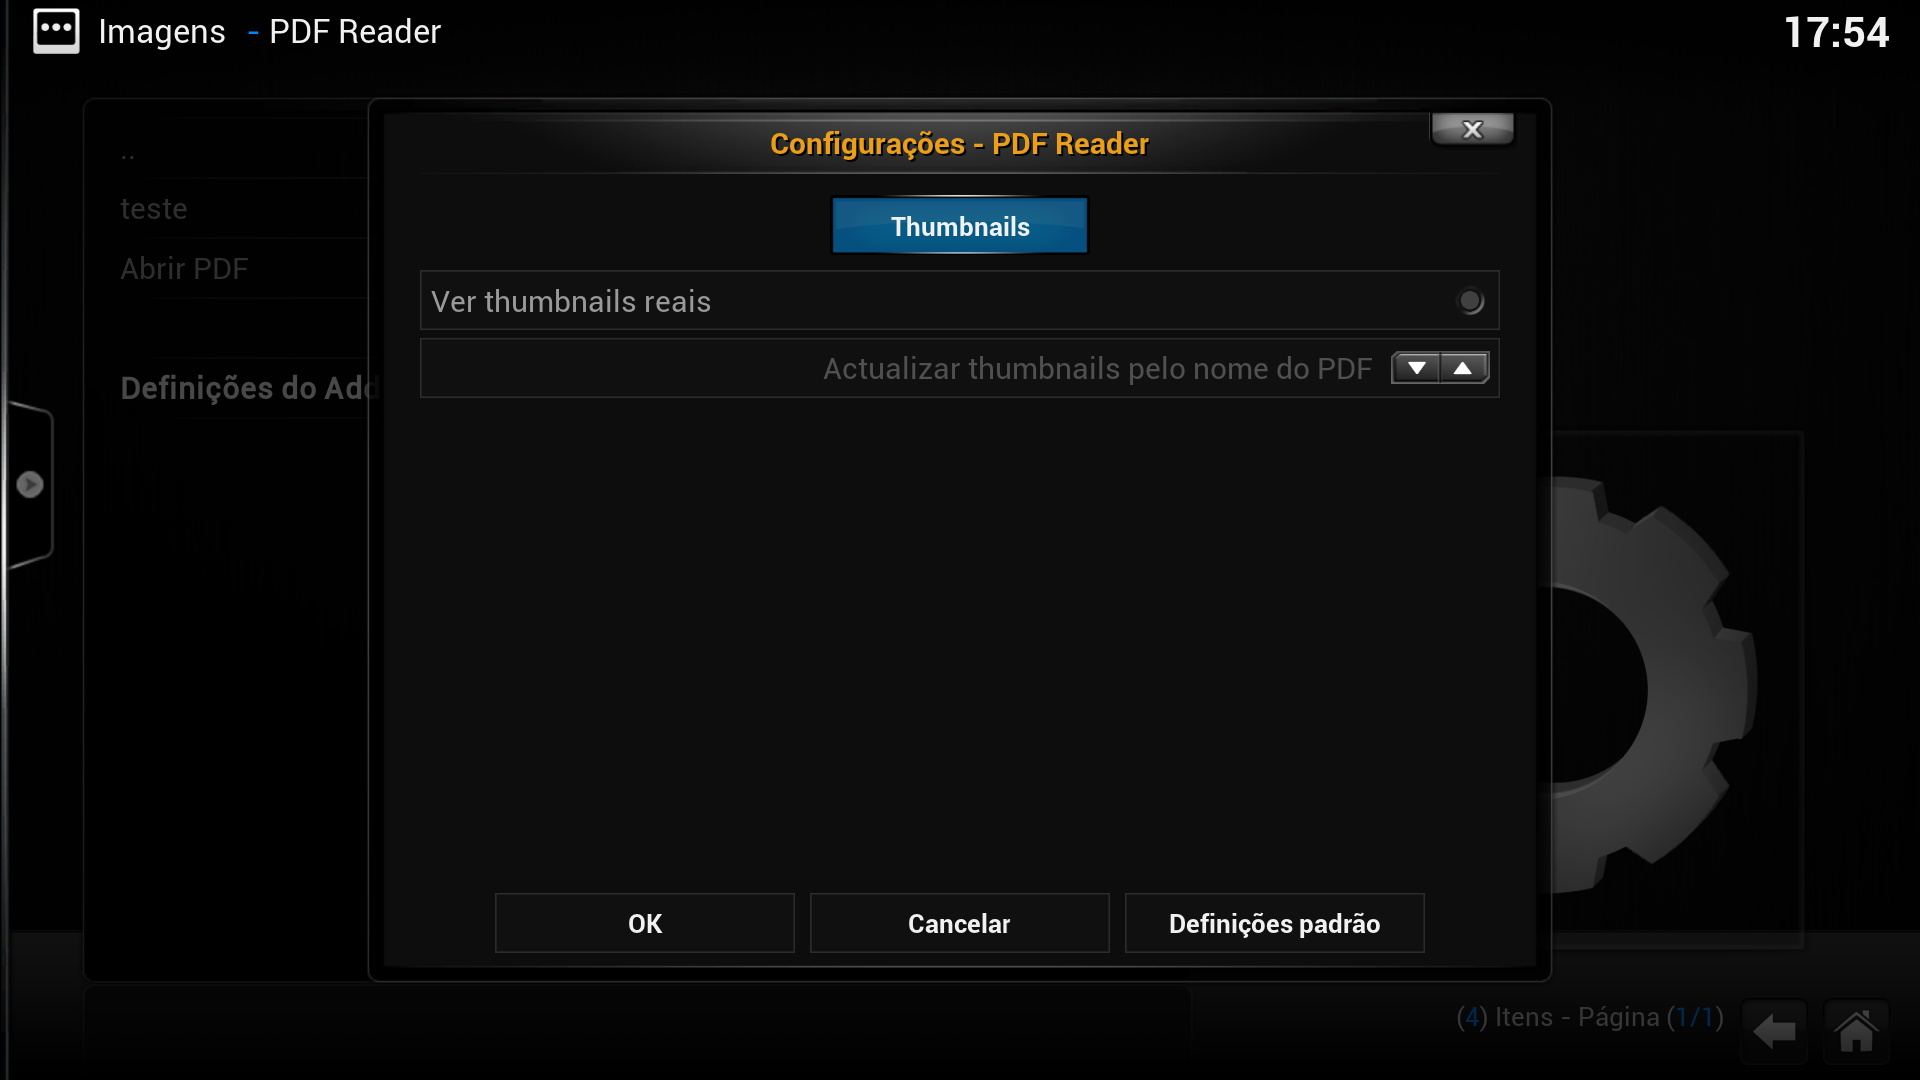 Imagens - PDF Reader
17:54
..
teste
Abrir PDF
Definições do Add
Configurações - PDF Reader
X
Thumbnails
Ver thumbnails reais
Actualizar thumbnails pelo nome do PDF
OK
Cancelar
Definições padrão
(4) Itens - Página (1/1)